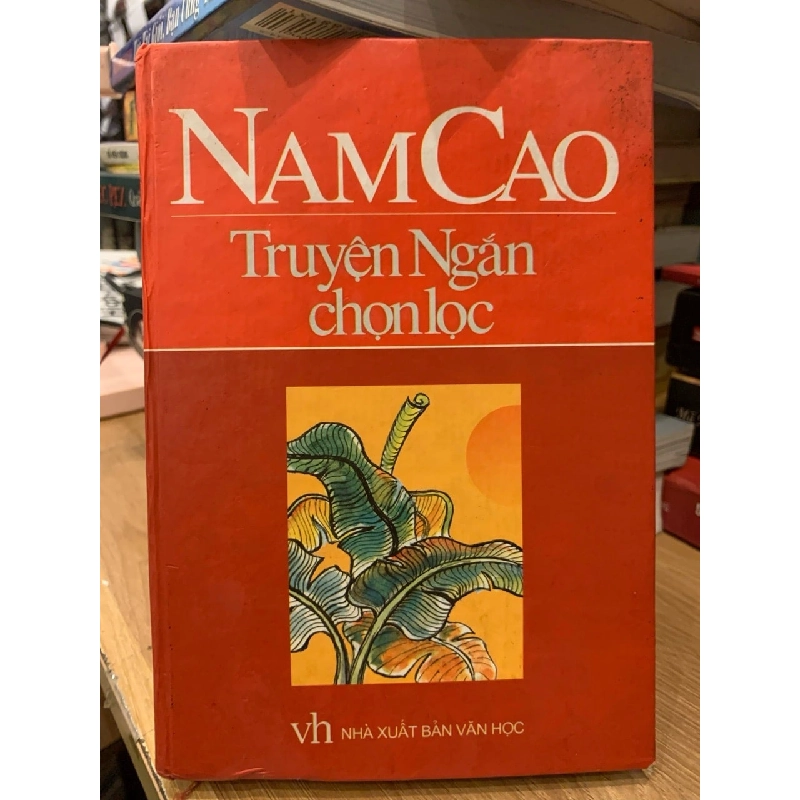 NAM CAO
Truyện Ngắn
chọn lọc
vh NHÀ XUẤT BẢN VĂN HỌC